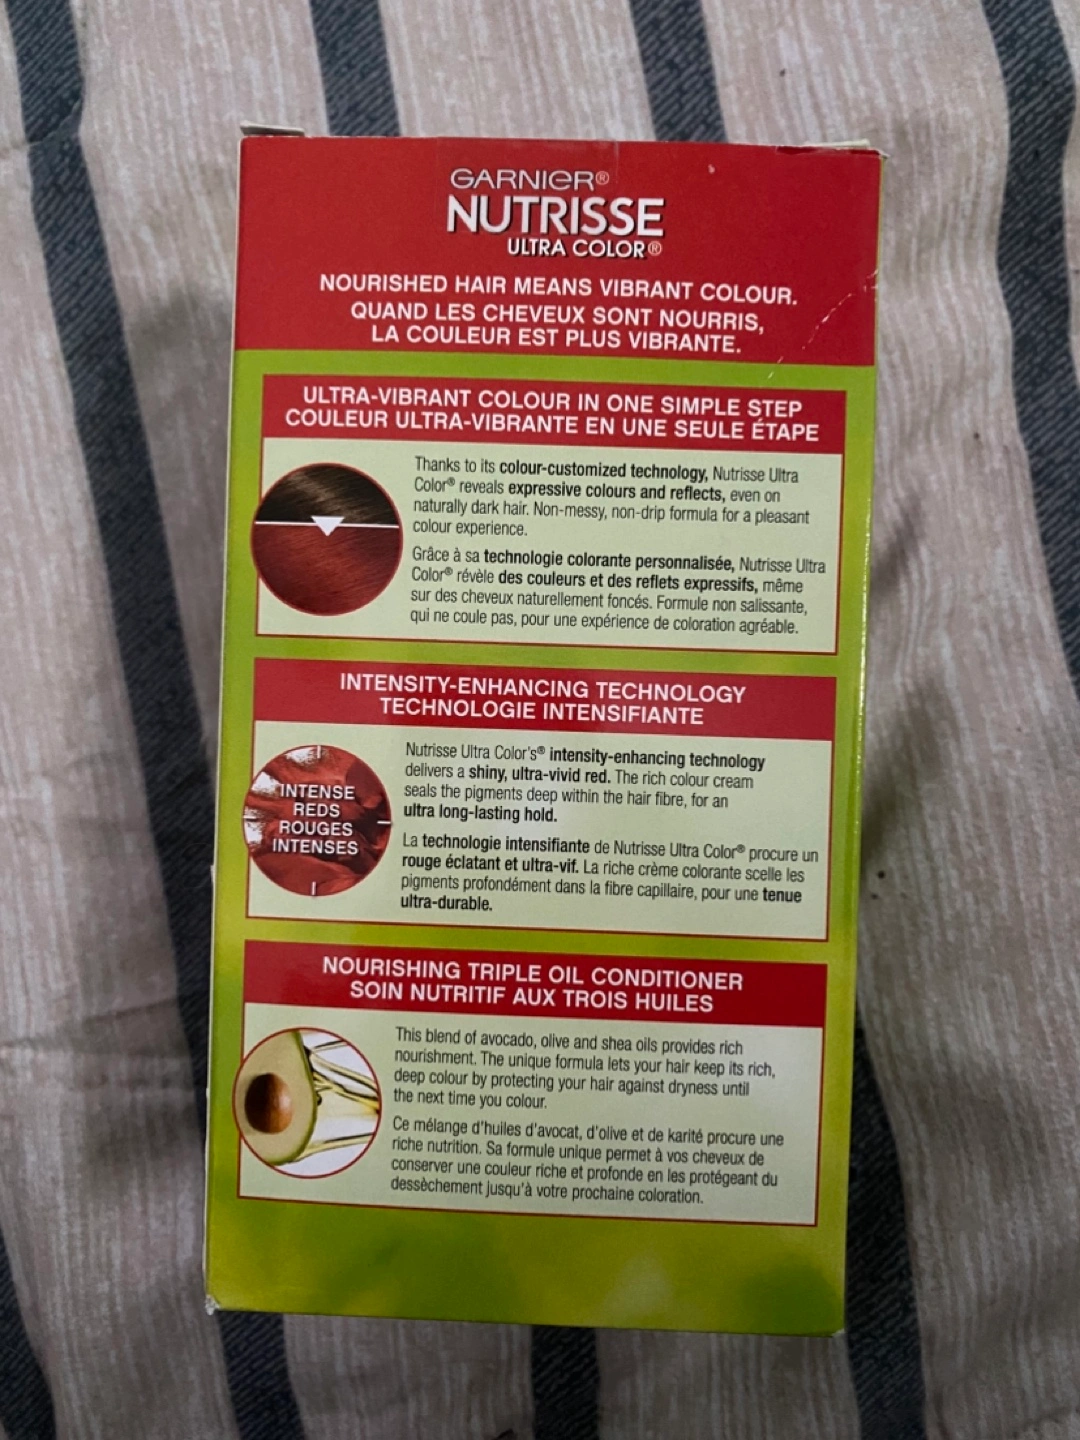 GARNIER®
NUTRISSE
ULTRA COLOR®
NOURISHED HAIR MEANS VIBRANT COLOUR.
QUAND LES CHEVEUX SONT NOURRIS,
LA COULEUR EST PLUS VIBRANTE.
ULTRA-VIBRANT COLOUR IN ONE SIMPLE STEP
COULEUR ULTRA-VIBRANTE EN UNE SEULE ÉTAPE
Thanks to its colour-customized technology, Nutrisse Ultra
Color® reveals expressive colours and reflects, even on
naturally dark hair. Non-messy, non-drip formula for a pleasant
colour experience.
Grâce à sa technologie colorante personnalisée, Nutrisse Ultra
Color® révèle des couleurs et des reflets expressifs, même
sur des cheveux naturellement foncés. Formule non salissante,
qui ne coule pas, pour une expérience de coloration agréable.
INTENSITY-ENHANCING TECHNOLOGY
TECHNOLOGIE INTENSIFIANTE
INTENSE
REDS
ROUGES
INTENSES
Nutrisse Ultra Color's® intensity-enhancing technology
delivers a shiny, ultra-vivid red. The rich colour cream
seals the pigments deep within the hair fibre, for an
ultra long-lasting hold.
La technologie intensifiante de Nutrisse Ultra Color® procure un
rouge éclatant et ultra-vif. La riche crème colorante scelle les
pigments profondément dans la fibre capillaire, pour une tenue
ultra-durable.
NOURISHING TRIPLE OIL CONDITIONER
SOIN NUTRITIF AUX TROIS HUILES
This blend of avocado, olive and shea oils provides rich
nourishment. The unique formula lets your hair keep its rich,
deep colour by protecting your hair against dryness until
the next time you colour.
Ce mélange d'huiles d'avocat, d'olive et de karité procure une
riche nutrition. Sa formule unique permet à vos cheveux de
conserver une couleur riche et profonde en les protégeant du
dessèchement jusqu'à votre prochaine coloration.